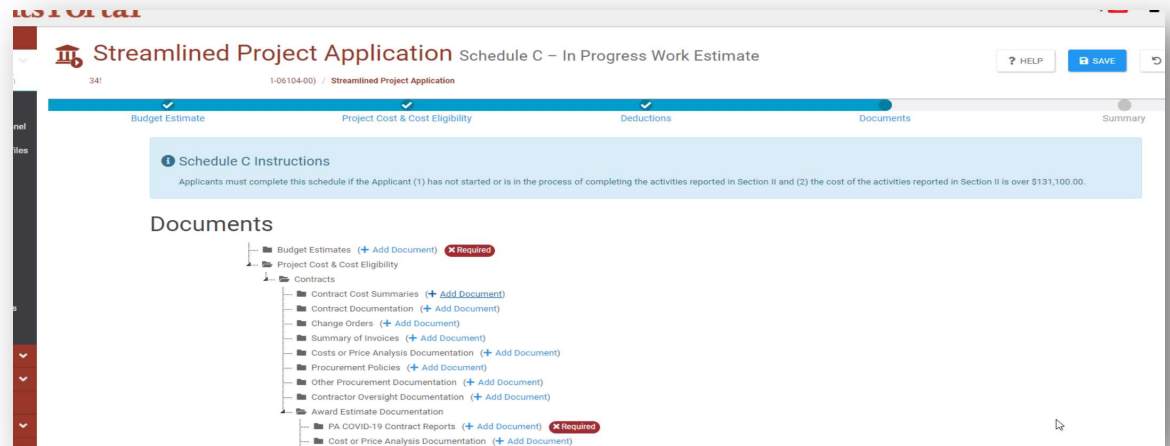 Streamlined Project Application Schedule C – In Progress Work Estimate
? HELP
SAVE
1-06104-00) / Streamlined Project Application
Budget Estimate
Project Cost & Cost Eligibility
Deductions
Documents
Summary
nel
files
Schedule C Instructions
Applicants must complete this schedule if the Applicant (1) has not started or is in the process of completing the activities reported in Section II and (2) the cost of the activities reported in Section II is over $131,100.00.
Documents
Budget Estimates (+ Add Document) × Required
Project Cost & Cost Eligibility
Contracts
Contract Cost Summaries (+ Add Document)
Contract Documentation (+ Add Document)
Change Orders (+ Add Document)
Summary of Invoices (+ Add Document)
Costs or Price Analysis Documentation (+ Add Document)
Procurement Policies (+ Add Document)
Other Procurement Documentation (+ Add Document)
Contractor Oversight Documentation (+ Add Document)
Award Estimate Documentation
PA COVID-19 Contract Reports (+ Add Document) × Required
Cost or Price Analysis Documentation (+ Add Document)